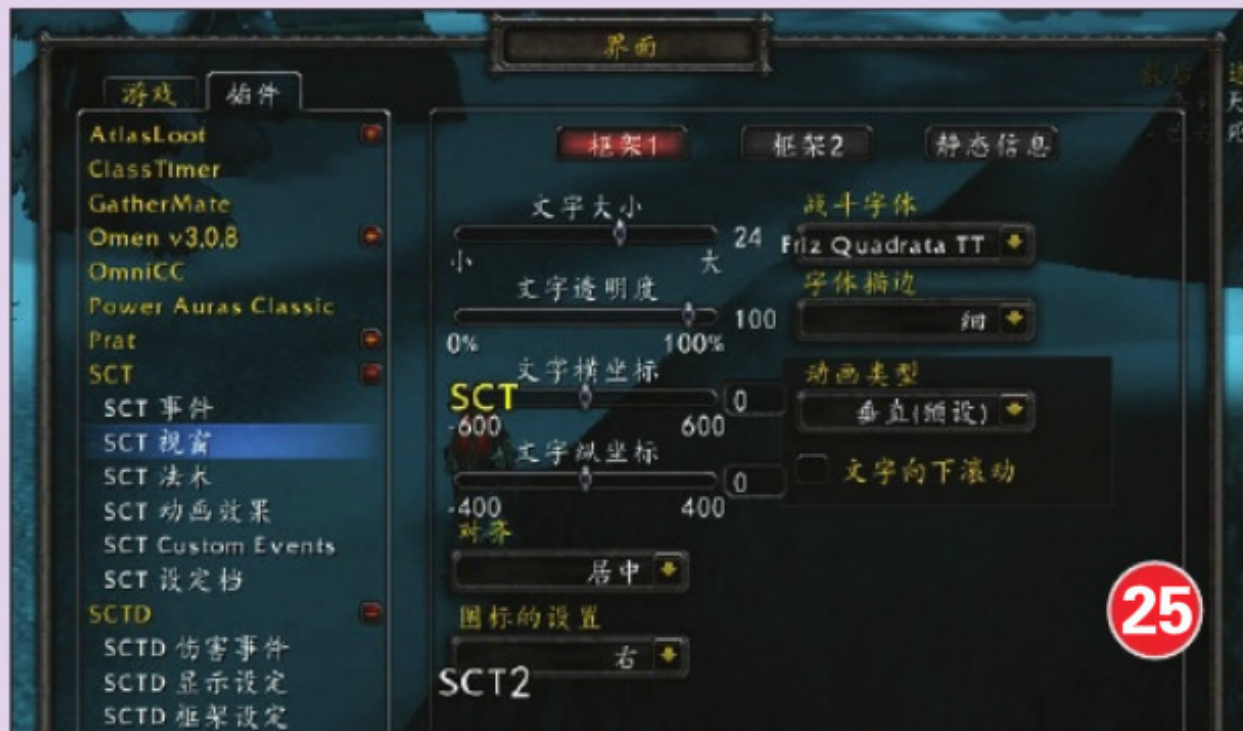 界面
游戏 插件
AtlasLoot
ClassTimer
GatherMate
Omen v3.0.8
OmniCC
Power Auras Classic
Prat
SCT
SCT 事件
SCT 视窗
SCT 法术
SCT 动画效果
SCT Custom Events
SCT 设定档
SCTD
SCTD 伤害事件
SCTD 显示设定
SCTD 框架设定
框架1 框架2 静态信息
文字大小
24
小 大
文字透明度
100
0% 100%
文字横坐标
SCT
0
-600 600
文字纵坐标
0
-400 400
对齐
居中
图标的设置
右
SCT2
战斗字体
Friz Quadrata TT
字体描边
细
动画类型
垂直(预设)
文字向下滚动
25